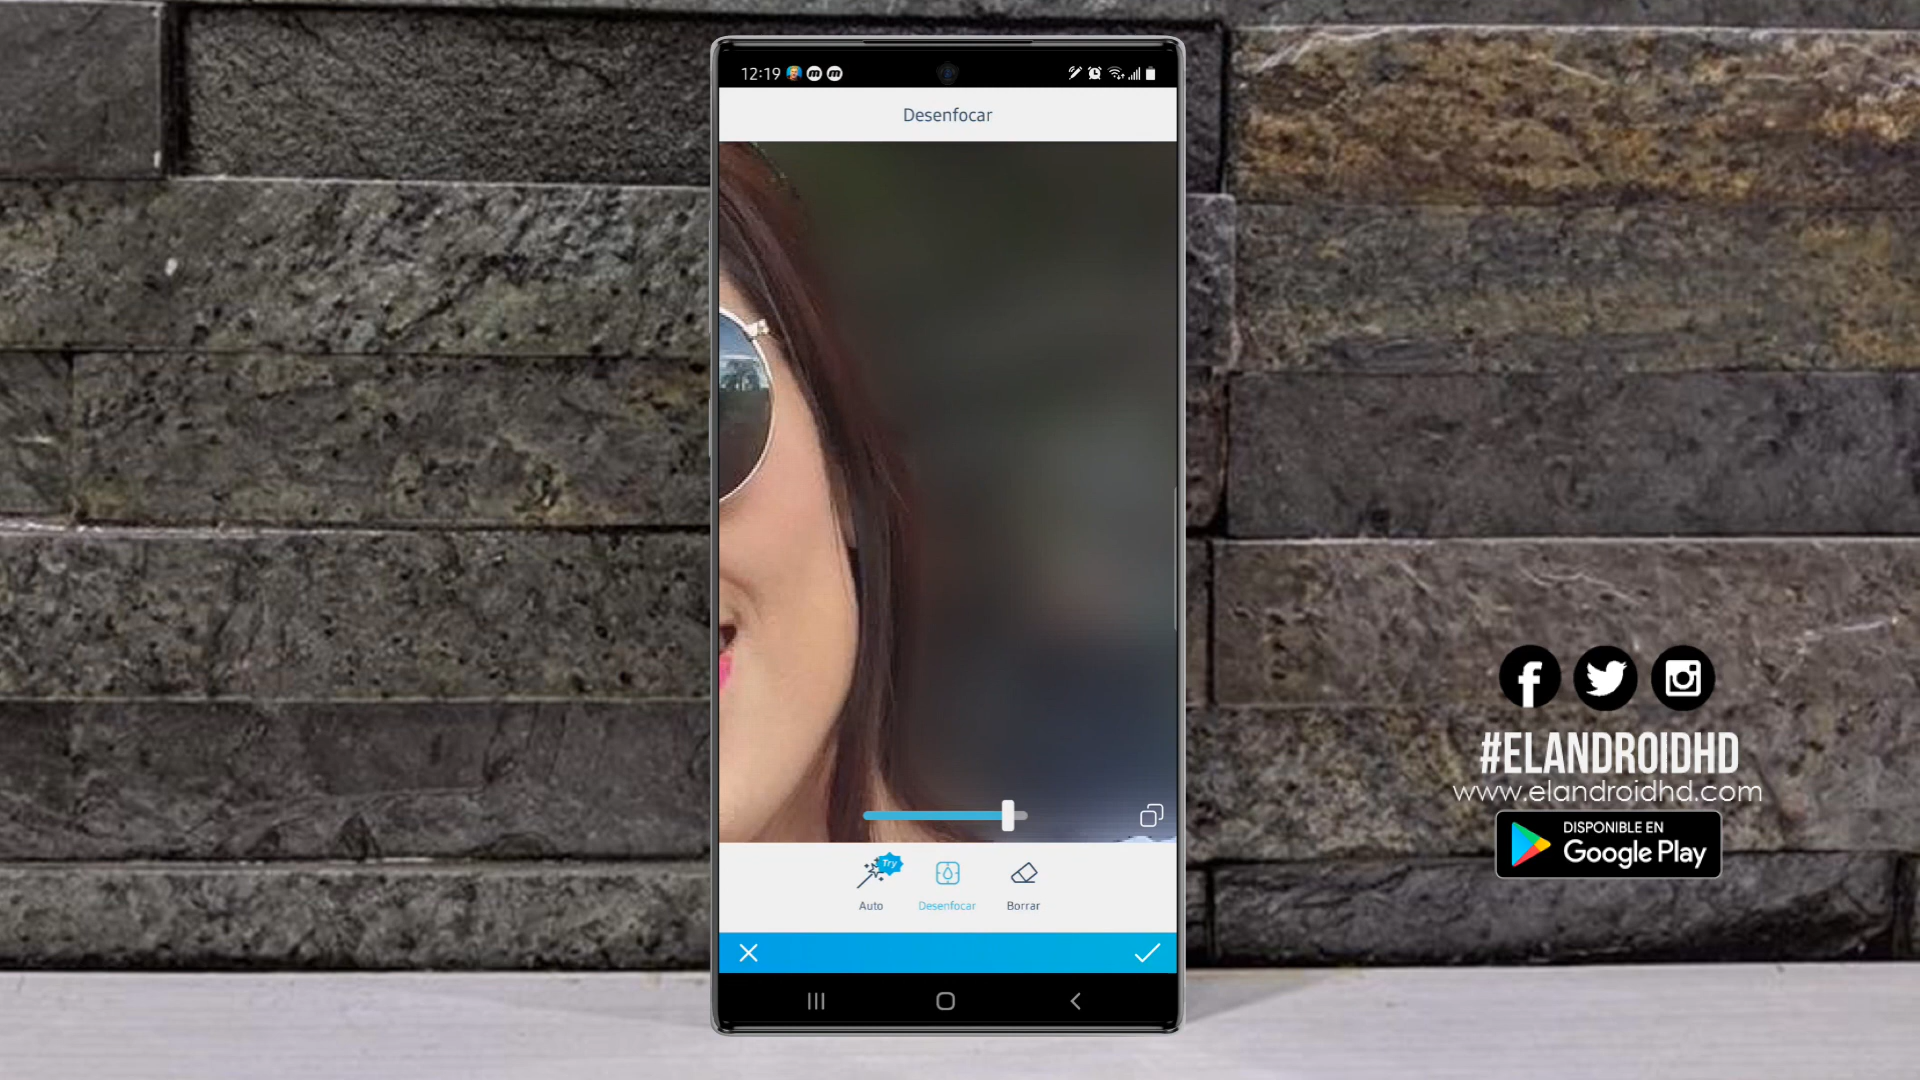 12:19
Desenfocar
Try
Auto
Desenfocar
Borrar
#ELANDROIDHD
www.elandroidhd.com
DISPONIBLE EN
Google Play